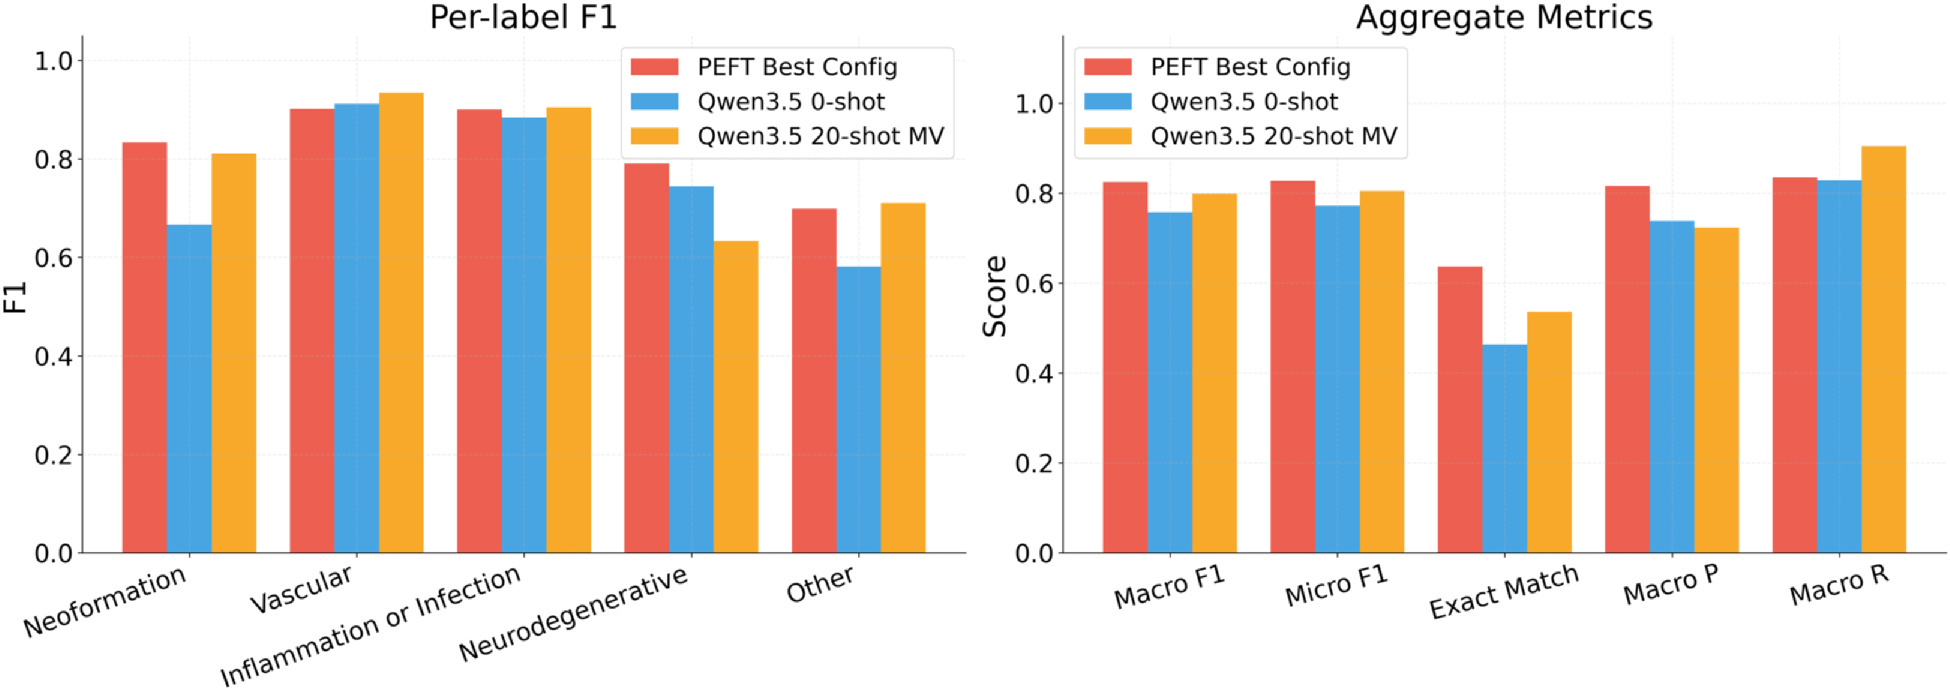 Per-label F1
PEFT Best Config
Qwen3.5 0-shot
Qwen3.5 20-shot MV
F1
1.0
0.8
0.6
0.4
0.2
0.0
Neoformation
Vascular
Inflammation or Infection
Neurodegenerative
Other
Aggregate Metrics
PEFT Best Config
Qwen3.5 0-shot
Qwen3.5 20-shot MV
Score
1.0
0.8
0.6
0.4
0.2
0.0
Macro F1
Micro F1
Exact Match
Macro P
Macro R